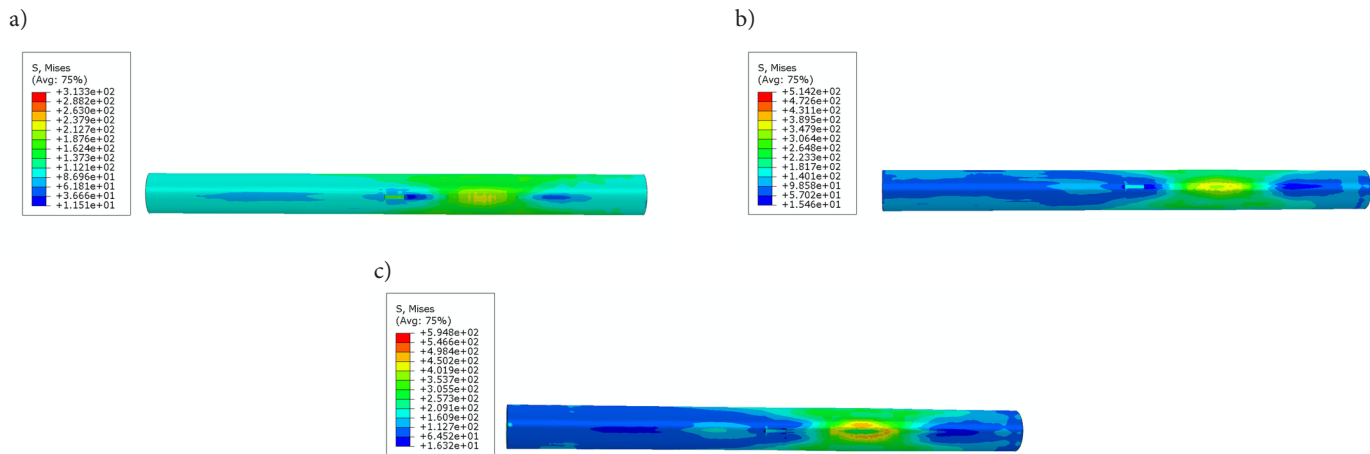 a)
S, Mises
(Avg: 75%)
+3.133e+02
+2.882e+02
+2.630e+02
+2.379e+02
+2.127e+02
+1.876e+02
+1.624e+02
+1.373e+02
+1.121e+02
+8.696e+01
+6.181e+01
+3.666e+01
+1.151e+01
b)
S, Mises
(Avg: 75%)
+5.142e+02
+4.726e+02
+4.311e+02
+3.895e+02
+3.479e+02
+3.064e+02
+2.648e+02
+2.233e+02
+1.817e+02
+1.401e+02
+9.858e+01
+5.702e+01
+1.546e+01
c)
S, Mises
(Avg: 75%)
+5.948e+02
+5.466e+02
+4.984e+02
+4.502e+02
+4.019e+02
+3.537e+02
+3.055e+02
+2.573e+02
+2.091e+02
+1.609e+02
+1.127e+02
+6.452e+01
+1.632e+01